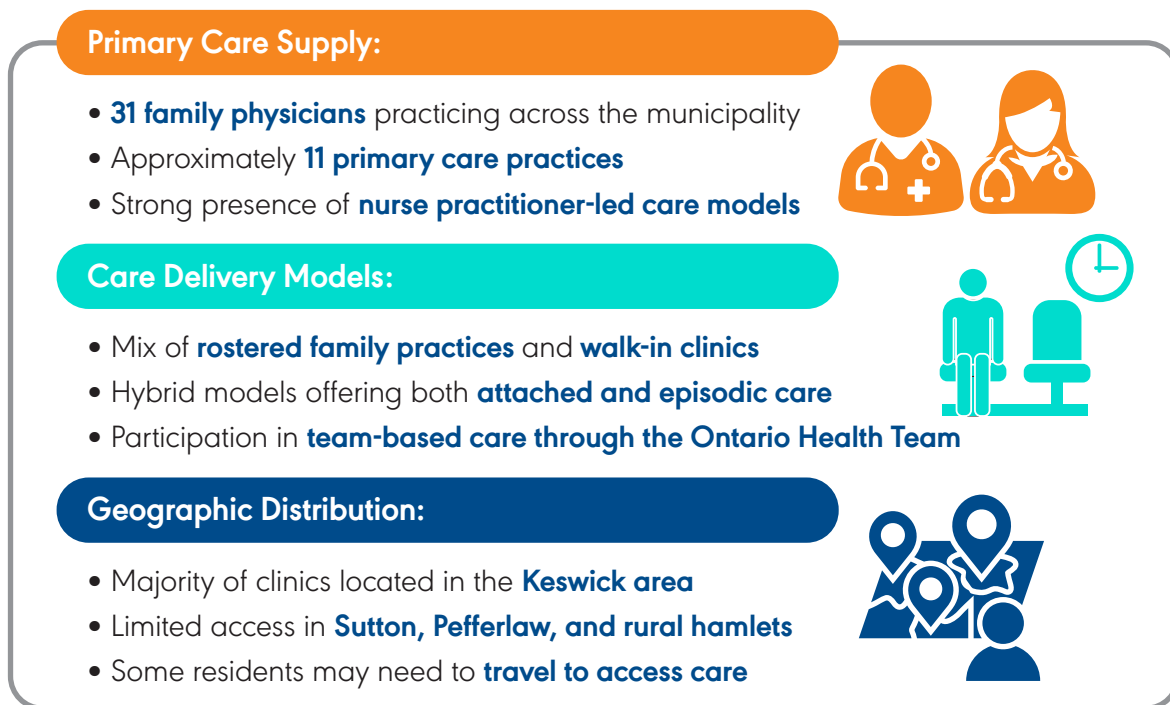 Primary Care Supply:
• 31 family physicians practicing across the municipality
• Approximately 11 primary care practices
• Strong presence of nurse practitioner-led care models
Care Delivery Models:
• Mix of rostered family practices and walk-in clinics
• Hybrid models offering both attached and episodic care
• Participation in team-based care through the Ontario Health Team
Geographic Distribution:
• Majority of clinics located in the Keswick area
• Limited access in Sutton, Pefferlaw, and rural hamlets
• Some residents may need to travel to access care